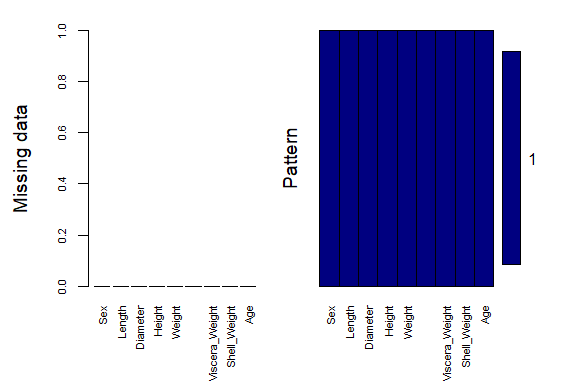 Missing data
1.0
0.8
0.6
0.4
0.2
0.0
Sex
Length
Diameter
Height
Weight
Viscera_Weight
Shell_Weight
Age
Pattern
1
Sex
Length
Diameter
Height
Weight
Viscera_Weight
Shell_Weight
Age